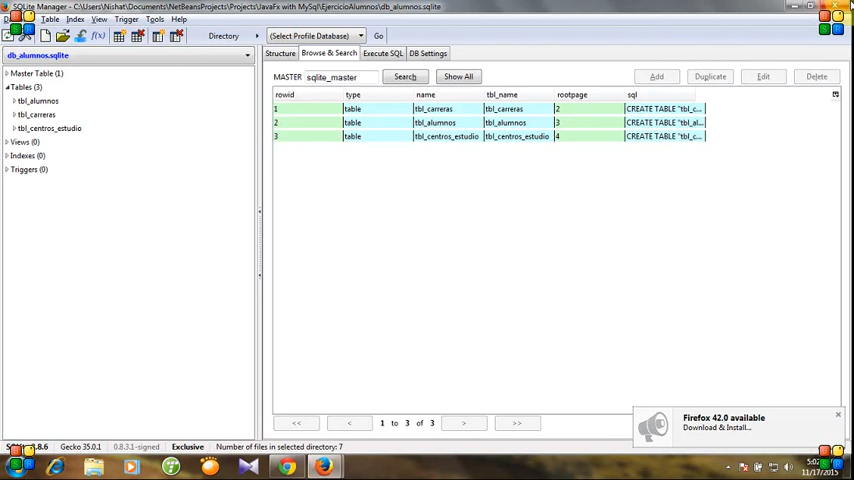 SQLite Manager - C:\Users\Nishat\Documents\NetBeansProjects\Projects\JavaFx with MySql\EjercicioAlumnos\db_alumnos.sqlite
Table Index View Trigger Tools Help
f(x) Directory (Select Profile Database) Go
db_alumnos.sqlite
Structure Browse & Search Execute SQL DB Settings
Master Table (1)
Tables (3)
tbl_alumnos
tbl_carreras
tbl_centros_estudio
Views (0)
Indexes (0)
Triggers (0)
MASTER sqlite_master Search Show All Add Duplicate Edit Delete
rowid type name tbl_name rootpage sql
1 table tbl_carreras tbl_carreras 2 CREATE TABLE "tbl_c...
2 table tbl_alumnos tbl_alumnos 3 CREATE TABLE "tbl_al...
3 table tbl_centros_estudio tbl_centros_estudio 4 CREATE TABLE "tbl_c...
<< < 1 to 3 of 3 > >>
Firefox 42.0 available
Download & Install...
Gecko 35.0.1 0.8.3.1-signed Exclusive Number of files in selected directory: 7
11/17/2015